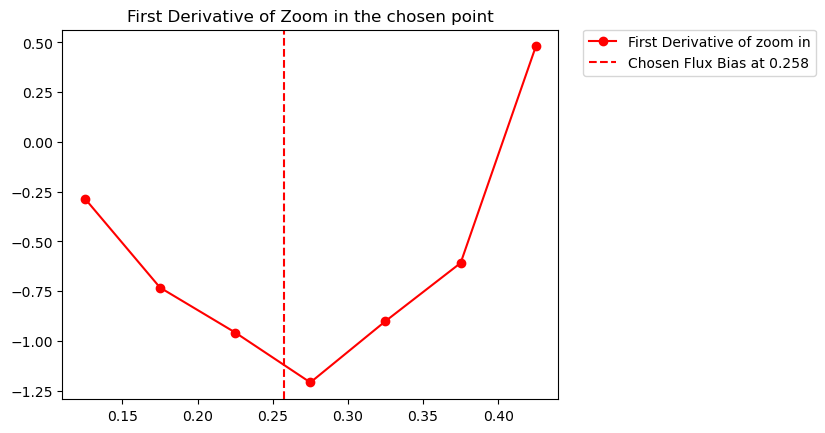 First Derivative of Zoom in the chosen point
First Derivative of zoom in
Chosen Flux Bias at 0.258
0.50
0.25
0.00
−0.25
−0.50
−0.75
−1.00
−1.25
0.15 0.20 0.25 0.30 0.35 0.40